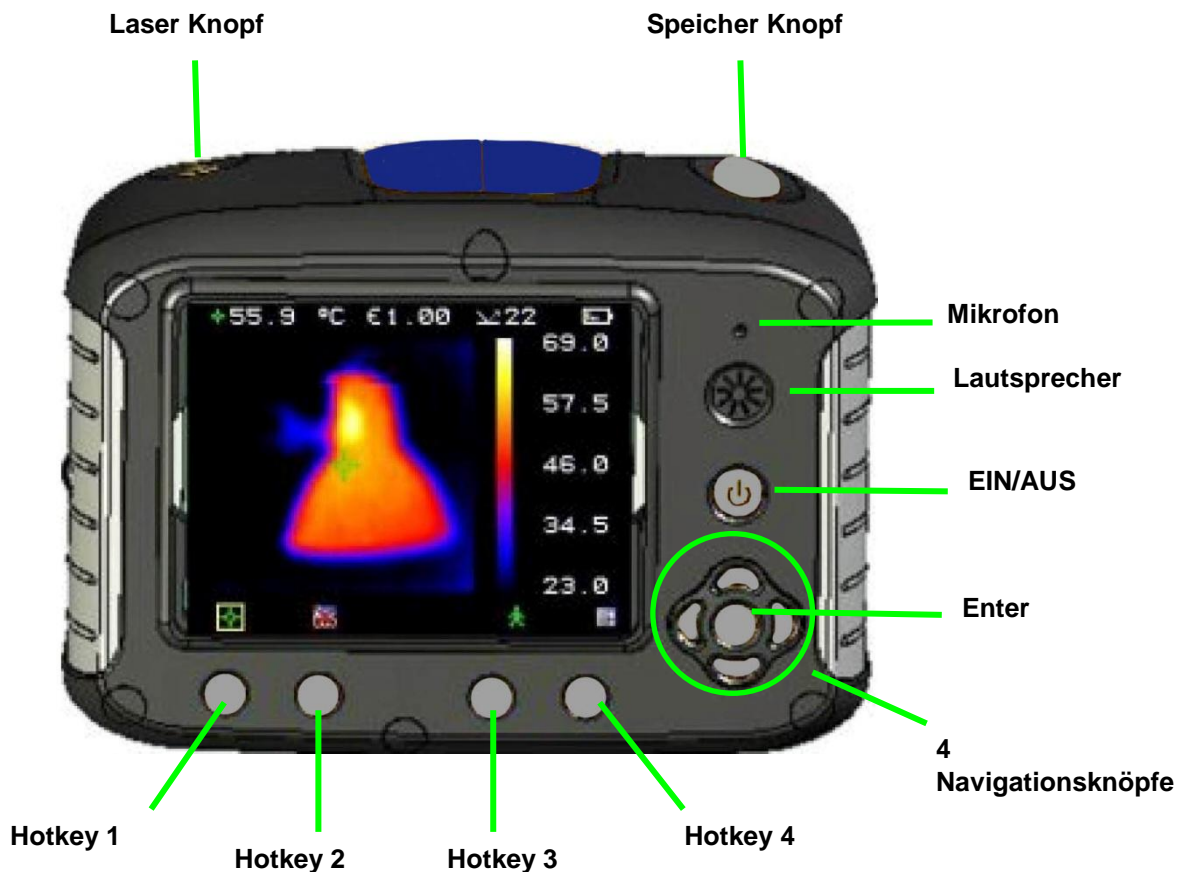 Laser Knopf
Speicher Knopf
55.9 °C €1.00 22
69.0
57.5
46.0
34.5
23.0
Mikrofon
Lautsprecher
EIN/AUS
Enter
4
Navigationsknöpfe
Hotkey 1
Hotkey 2
Hotkey 3
Hotkey 4